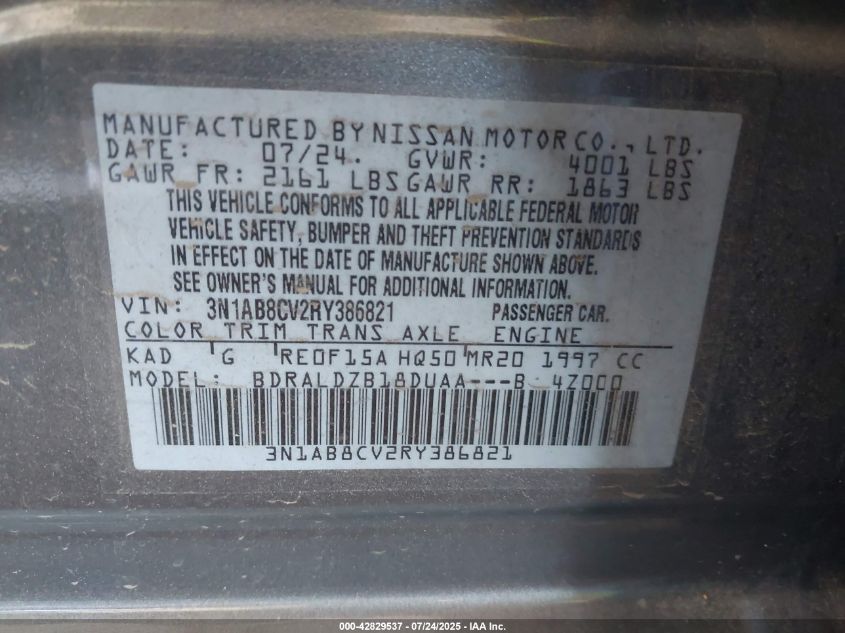 MANUFACTURED BY NISSAN MOTOR CO., LTD.
DATE: 07/24. GVWR: 4001 LBS
GAWR FR: 2161 LBS GAWR RR: 1863 LBS
THIS VEHICLE CONFORMS TO ALL APPLICABLE FEDERAL MOTOR
VEHICLE SAFETY, BUMPER AND THEFT PREVENTION STANDARDS
IN EFFECT ON THE DATE OF MANUFACTURE SHOWN ABOVE.
SEE OWNER'S MANUAL FOR ADDITIONAL INFORMATION.
VIN: 3N1AB8CV2RY386821 PASSENGER CAR.
COLOR TRIM TRANS AXLE ENGINE
KAD G RE0F15A HQ50 MR20 1997 CC
MODEL: BDRALDZB18DUAA---B 4Z000
3N1AB8CV2RY386821
000-42829537 - 07/24/2025 - IAA Inc.